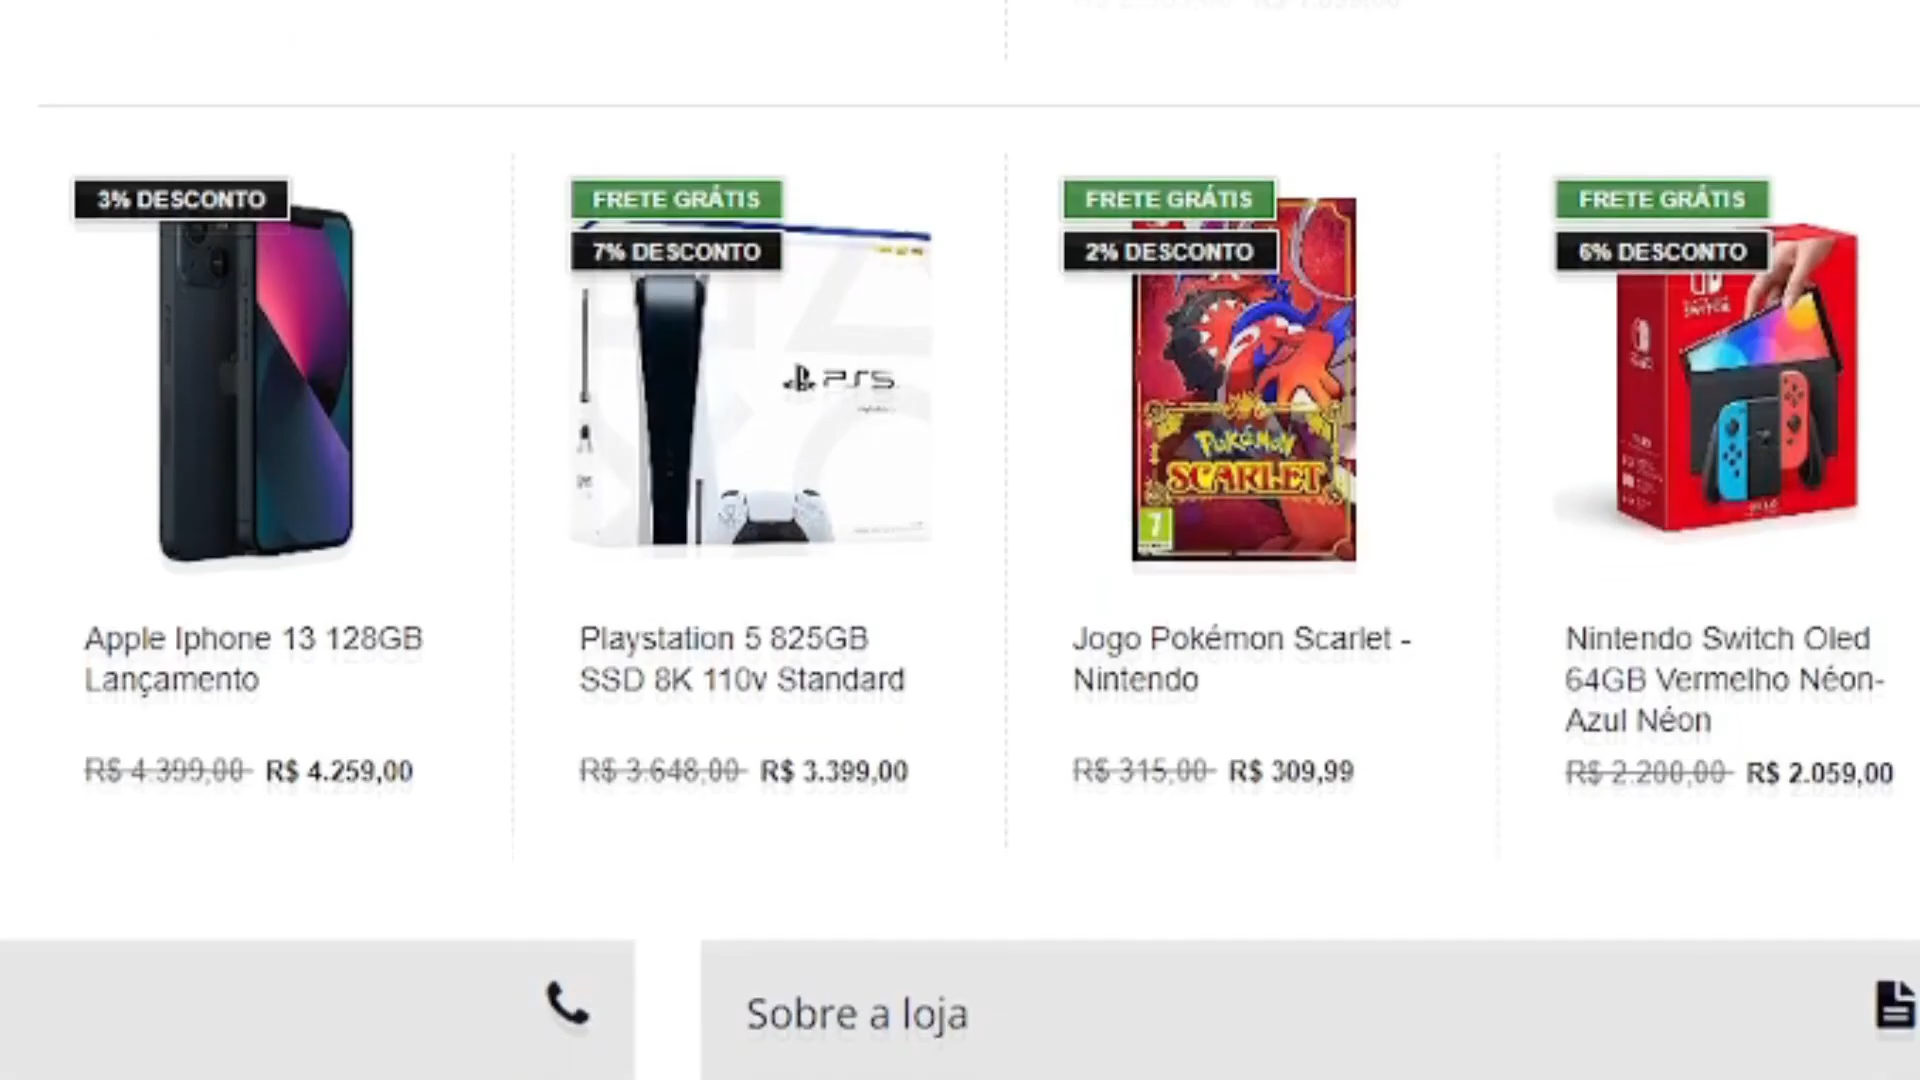 3% DESCONTO
Apple Iphone 13 128GB
Lançamento
R$ 4.399,00 R$ 4.259,00
FRETE GRÁTIS
7% DESCONTO
PS5
Playstation 5 825GB
SSD 8K 110v Standard
R$ 3.648,00 R$ 3.399,00
FRETE GRÁTIS
2% DESCONTO
POKÉMON
SCARLET
7
Jogo Pokémon Scarlet -
Nintendo
R$ 315,00 R$ 309,99
FRETE GRÁTIS
6% DESCONTO
SWITCH
Nintendo Switch Oled
64GB Vermelho Néon-
Azul Néon
R$ 2.200,00 R$ 2.059,00
Sobre a loja